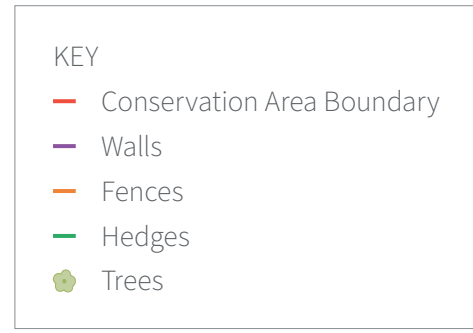 KEY
Conservation Area Boundary
Walls
Fences
Hedges
Trees